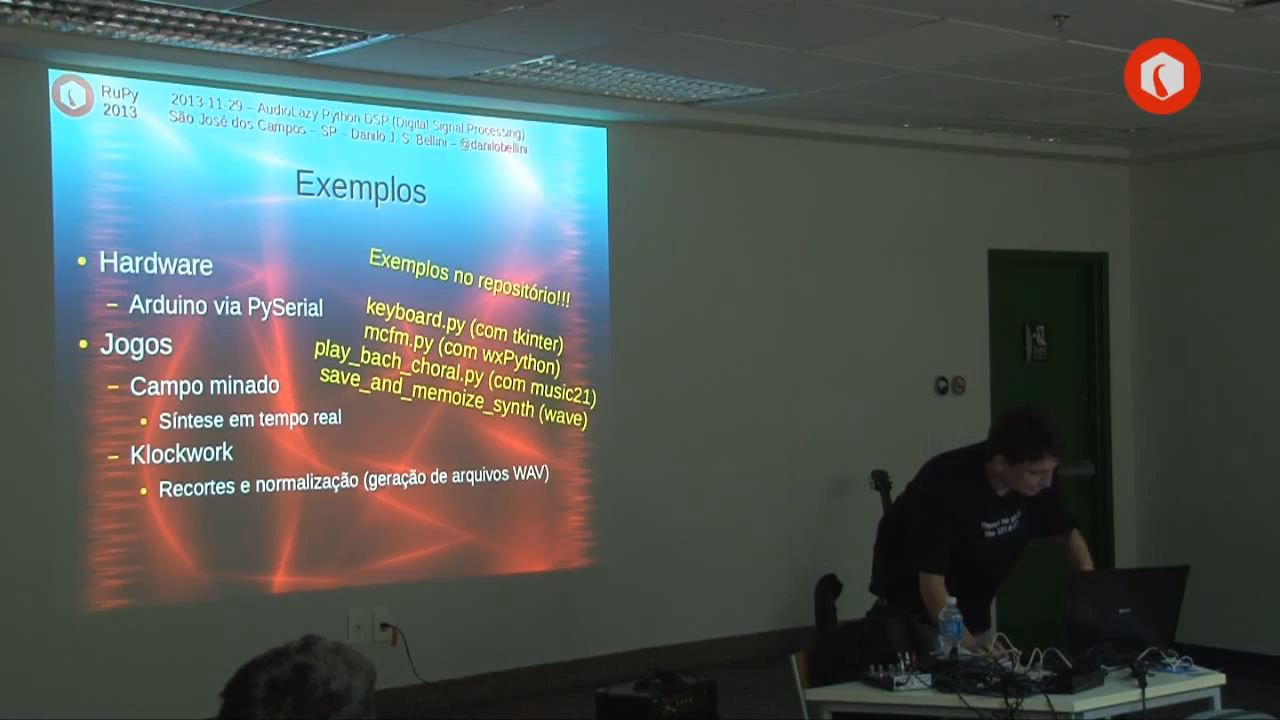 RuPy
2013
2013-11-29 – AudioLazy Python DSP (Digital Signal Processing)
São José dos Campos – SP – Danilo J. S. Bellini – @danilobellini
Exemplos
• Hardware
– Arduino via PySerial
• Jogos
– Campo minado
• Síntese em tempo real
– Klockwork
• Recortes e normalização (geração de arquivos WAV)
Exemplos no repositório!!!
keyboard.py (com tkinter)
mcfm.py (com wxPython)
play_bach_choral.py (com music21)
save_and_memoize_synth (wave)